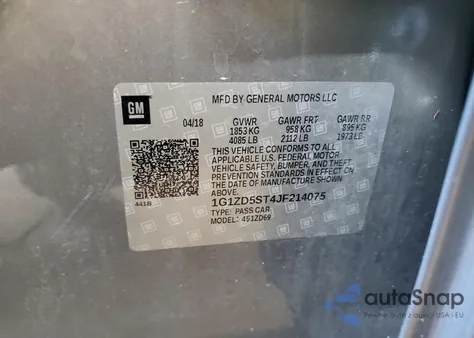 GM
MFD BY GENERAL MOTORS LLC
04/18 GVWR GAWR FRT GAWR RR
1853 KG 958 KG 895 KG
4085 LB 2112 LB 1973 LB
THIS VEHICLE CONFORMS TO ALL
APPLICABLE U.S. FEDERAL MOTOR
VEHICLE SAFETY, BUMPER, AND THEFT
PREVENTION STANDARDS IN EFFECT
ON THE DATE OF MANUFACTURE SHOWN
ABOVE.
441B
1G1ZD5ST4JF214075
TYPE: PASS CAR
MODEL: 4S1ZD69
autoSnap